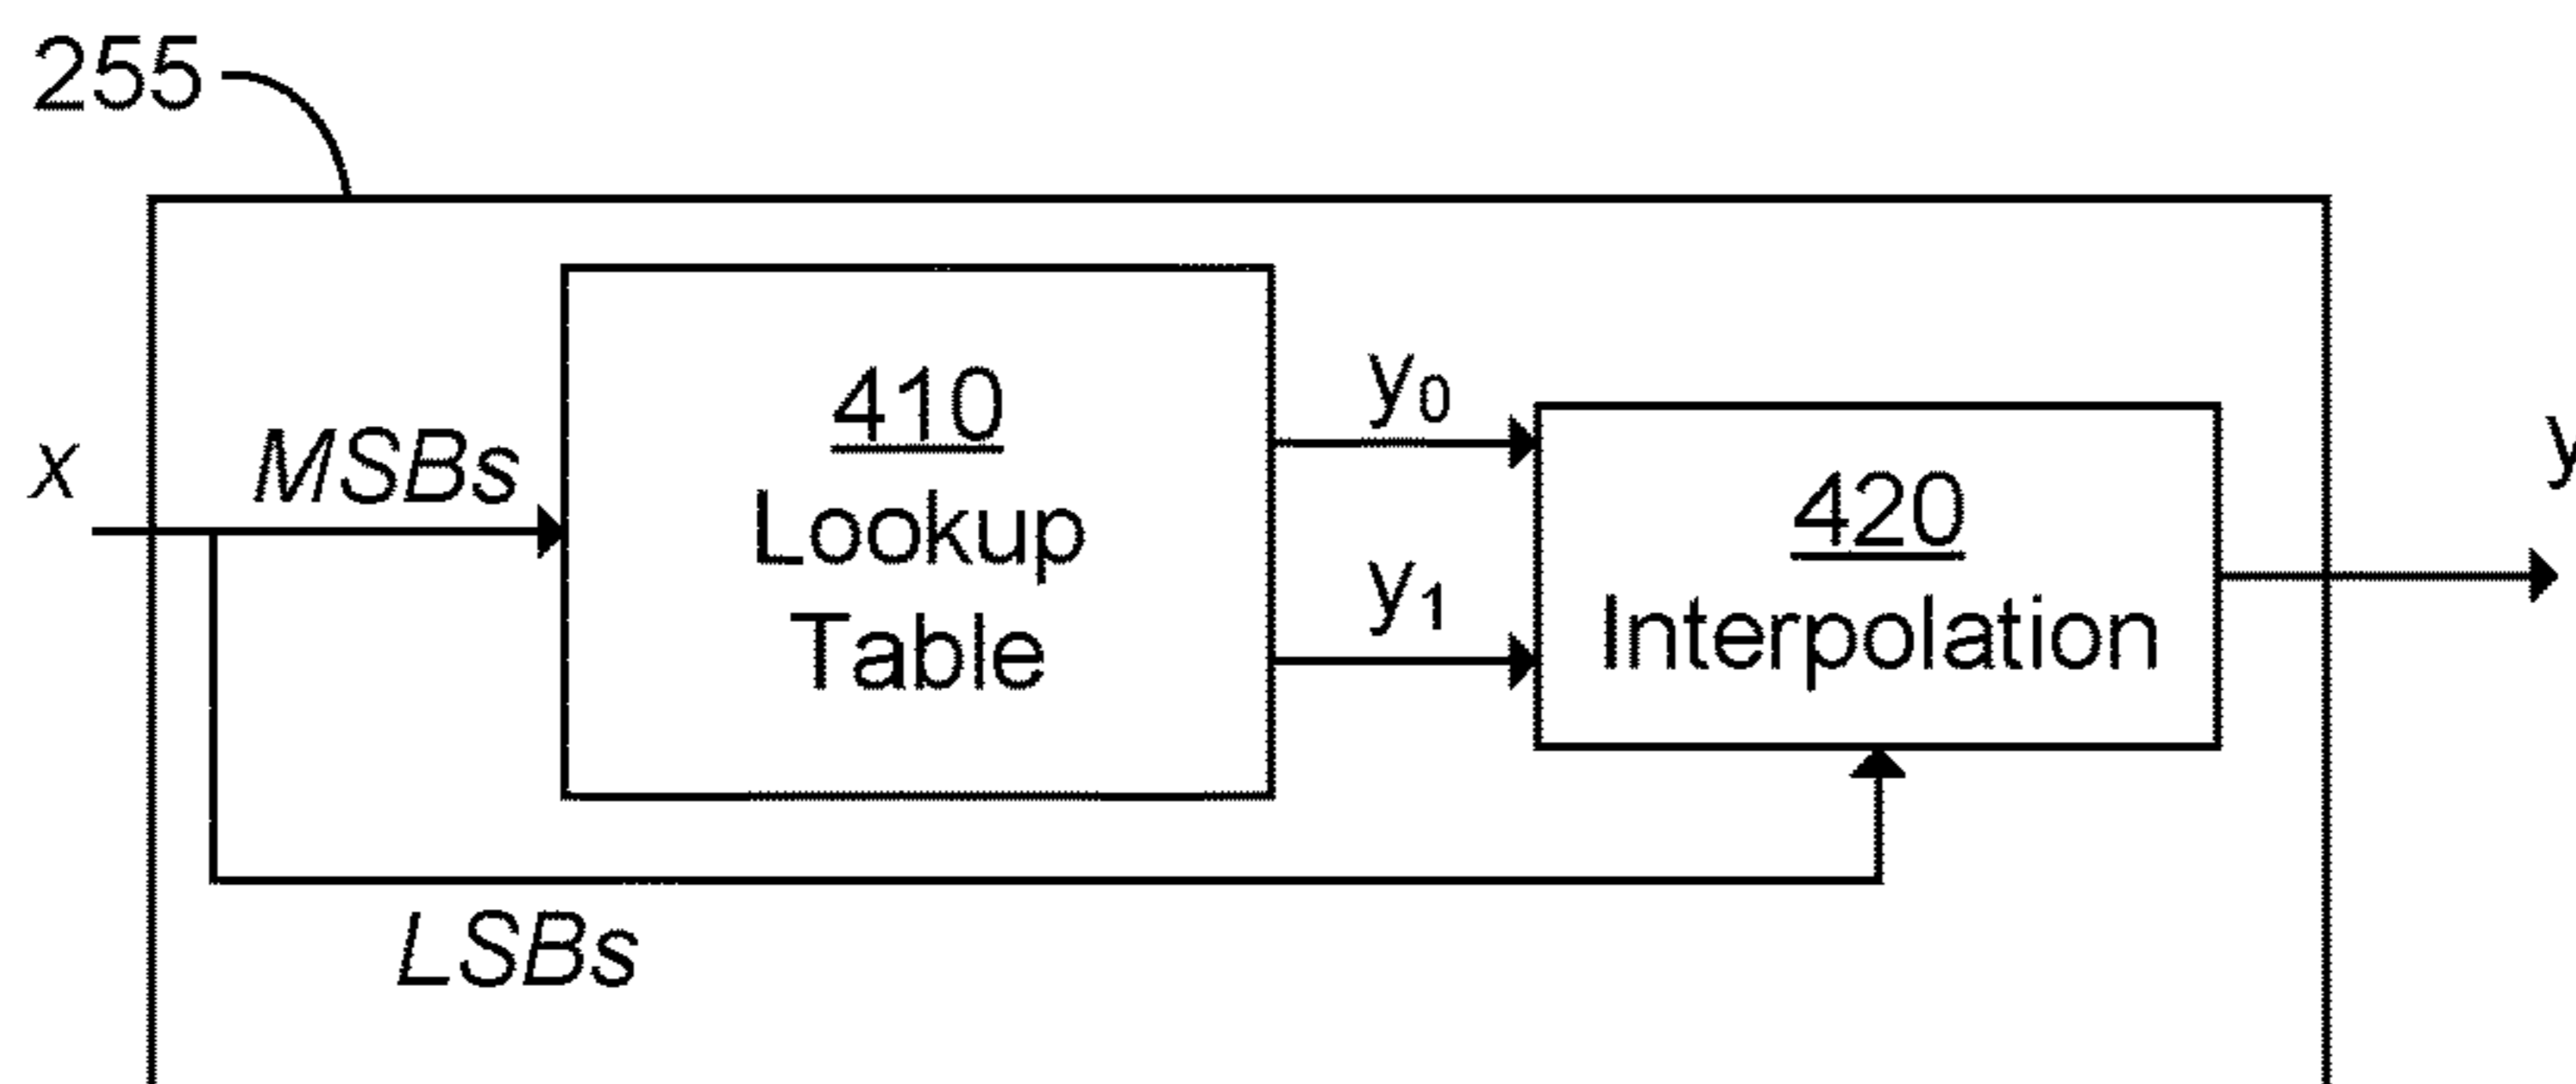 255
x
MSBs
410
Lookup
Table
y₀
y₁
420
Interpolation
y
LSBs